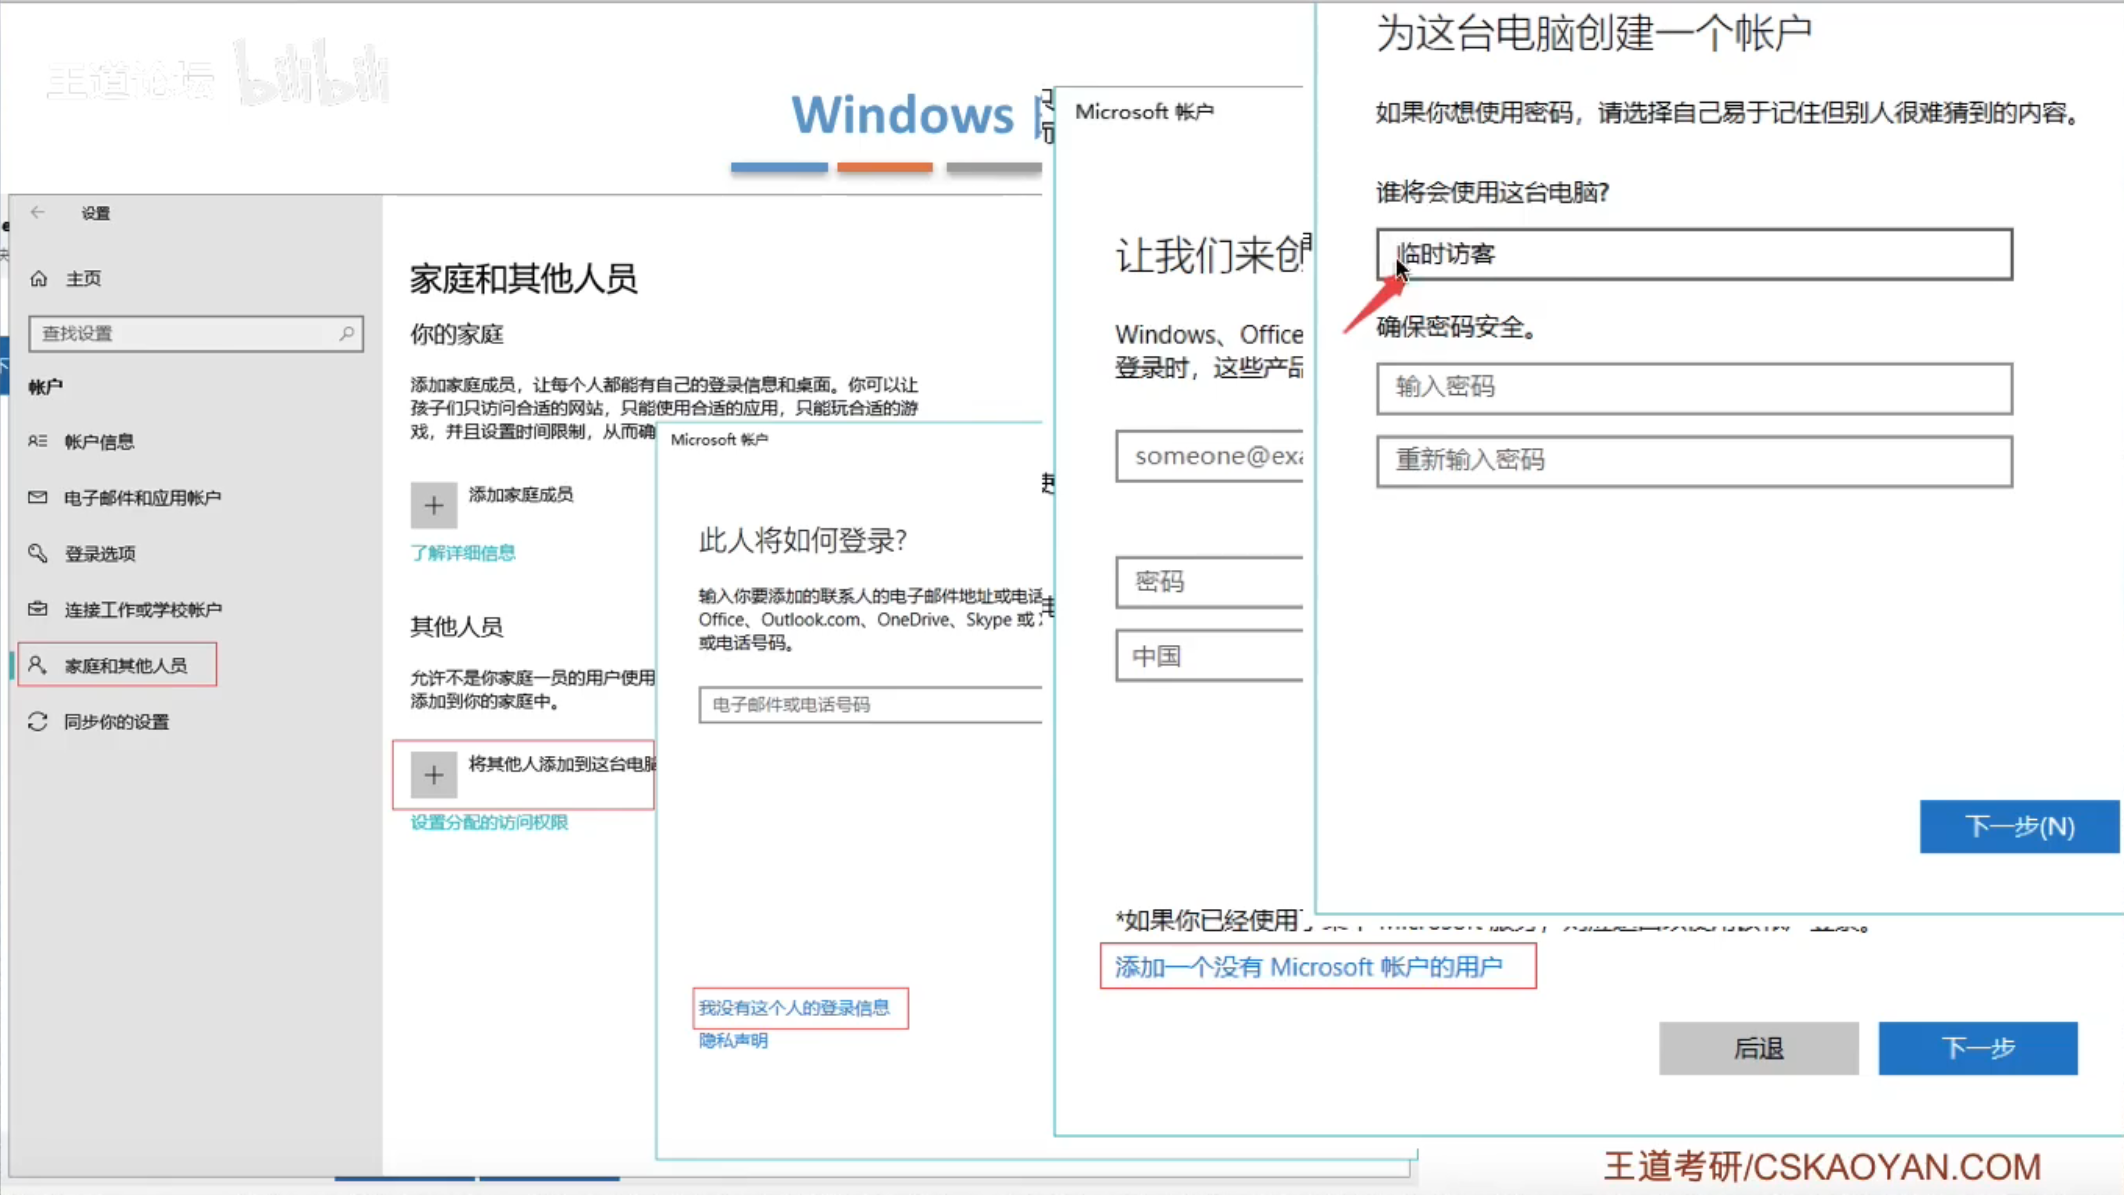 王道论坛 bilibili
Windows
设置
主页
查找设置
帐户
帐户信息
电子邮件和应用帐户
登录选项
连接工作或学校帐户
家庭和其他人员
同步你的设置
家庭和其他人员
你的家庭
添加家庭成员，让每个人都能有自己的登录信息和桌面。你可以让
孩子们只访问合适的网站，只能使用合适的应用，只能玩合适的游
戏，并且设置时间限制，从而确
添加家庭成员
了解详细信息
其他人员
允许不是你家庭一员的用户使用
添加到你的家庭中。
将其他人添加到这台电脑
设置分配的访问权限
Microsoft 帐户
此人将如何登录?
输入你要添加的联系人的电子邮件地址或电话
Office、Outlook.com、OneDrive、Skype 或
或电话号码。
电子邮件或电话号码
我没有这个人的登录信息
隐私声明
Microsoft 帐户
让我们来创
Windows、Office
登录时，这些产品
someone@exa
密码
中国
*如果你已经使用
添加一个没有 Microsoft 帐户的用户
后退
下一步
为这台电脑创建一个帐户
如果你想使用密码，请选择自己易于记住但别人很难猜到的内容。
谁将会使用这台电脑?
临时访客
确保密码安全。
输入密码
重新输入密码
下一步(N)
王道考研/CSKAOYAN.COM